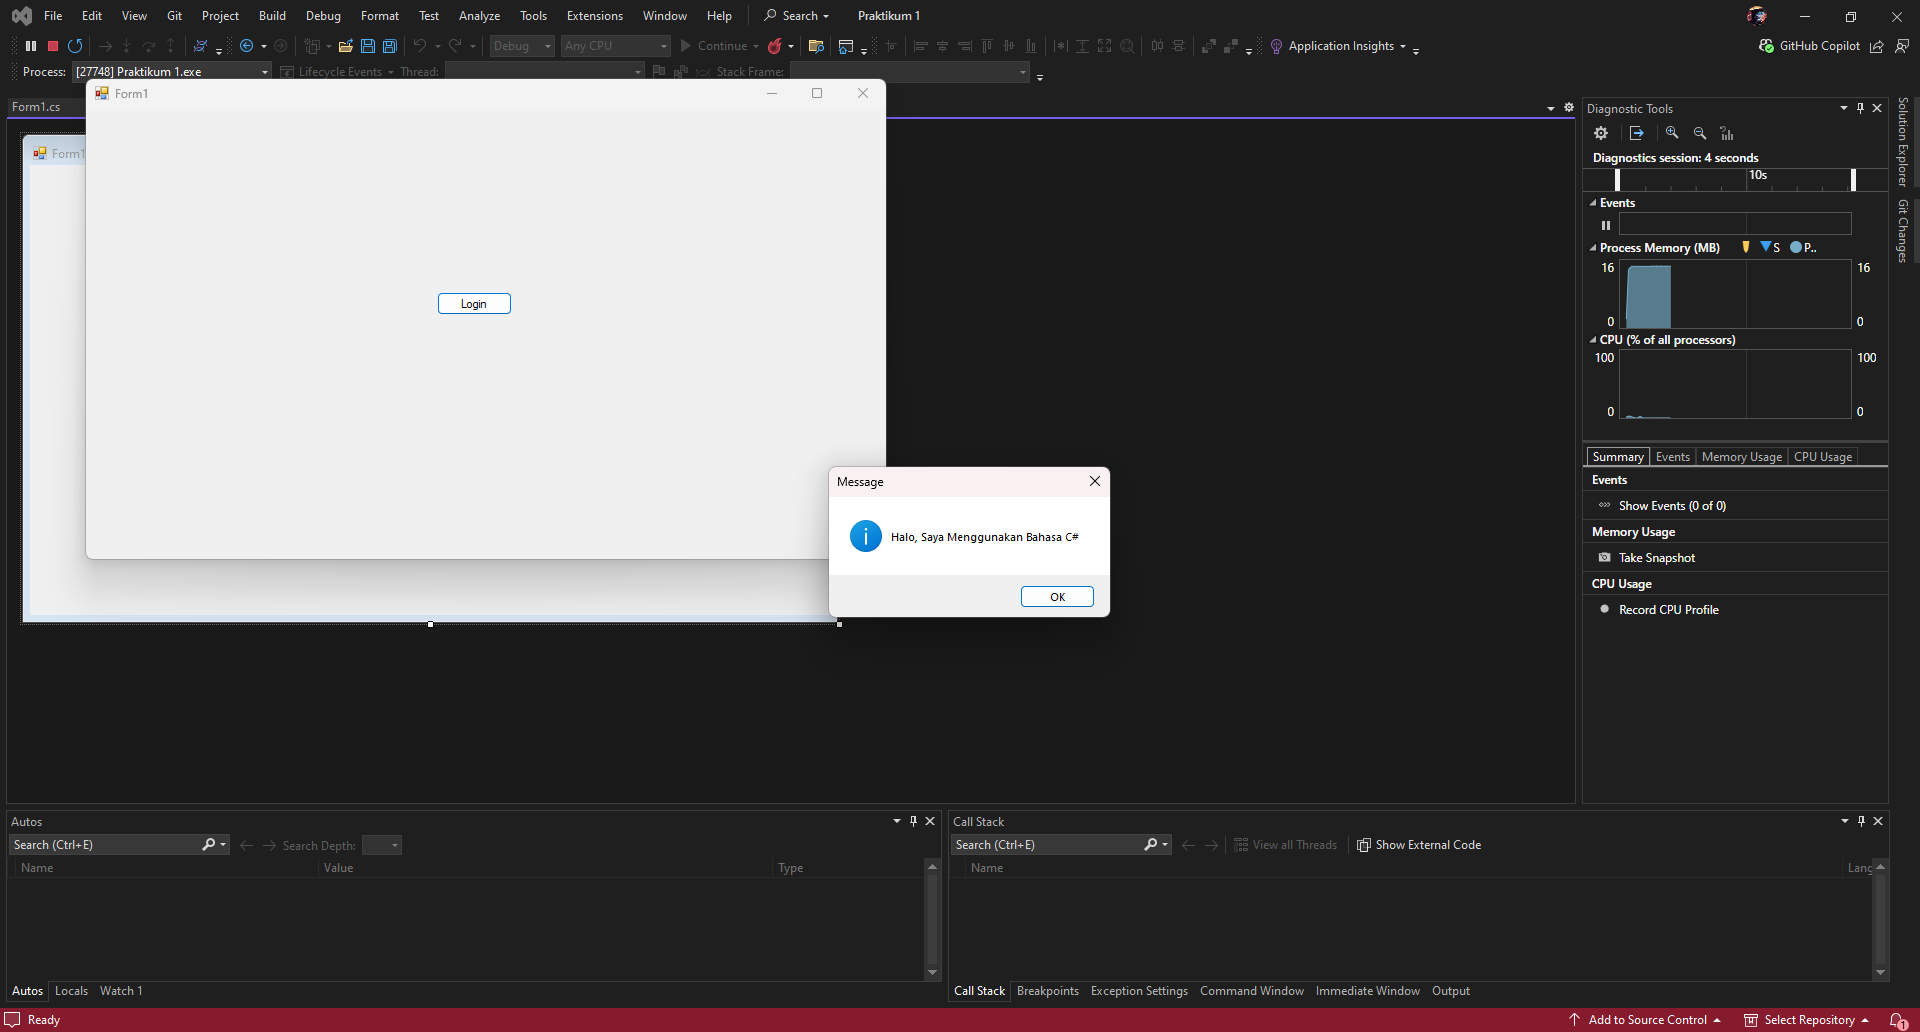 File Edit View Git Project Build Debug Format Test Analyze Tools Extensions Window Help Search Praktikum 1
Debug Any CPU Continue Application Insights GitHub Copilot
Process: [27748] Praktikum 1.exe Lifecycle Events Thread: Stack Frame:
Form1.cs
Form1
Form1
Login
Message
Halo, Saya Menggunakan Bahasa C#
OK
Diagnostic Tools
Diagnostics session: 4 seconds
10s
Events
Process Memory (MB) S P..
16 16
0 0
CPU (% of all processors)
100 100
0 0
Summary Events Memory Usage CPU Usage
Events
Show Events (0 of 0)
Memory Usage
Take Snapshot
CPU Usage
Record CPU Profile
Solution Explorer
Git Changes
Autos
Search (Ctrl+E) Search Depth:
Name Value Type
Autos Locals Watch 1
Call Stack
Search (Ctrl+E) View all Threads Show External Code
Name Lang
Call Stack Breakpoints Exception Settings Command Window Immediate Window Output
Ready Add to Source Control Select Repository 1